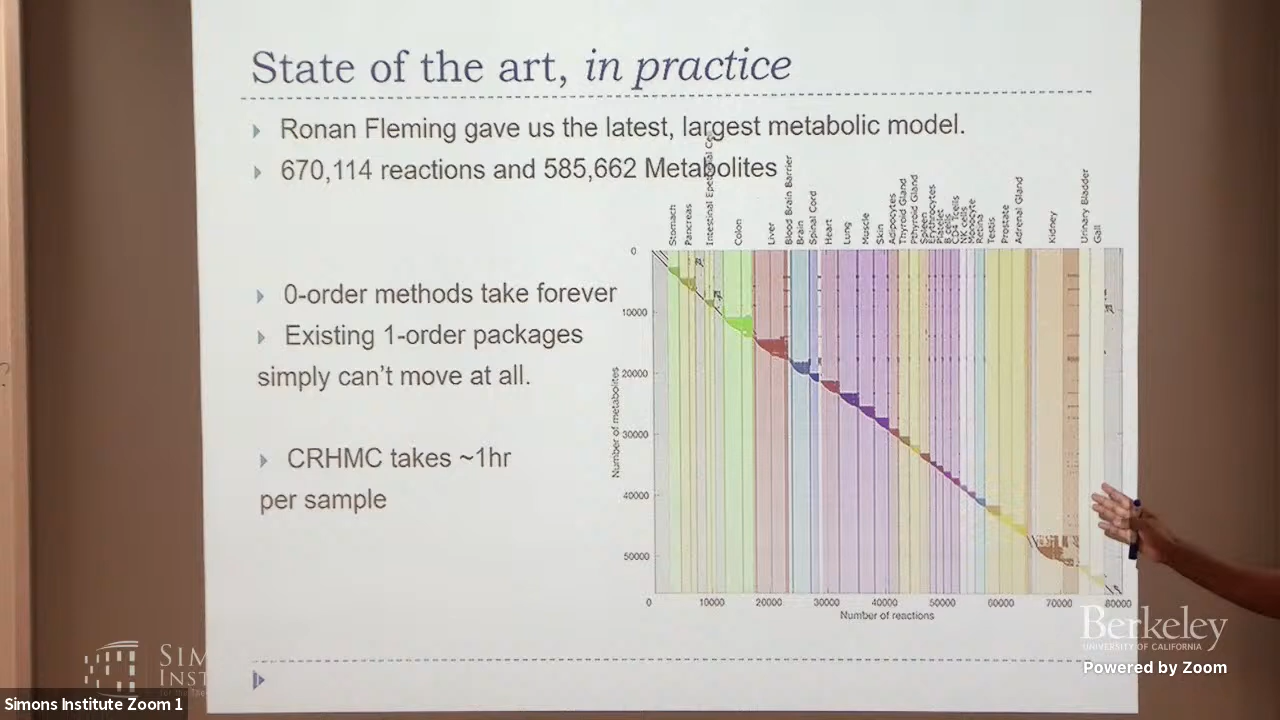 State of the art, in practice
Ronan Fleming gave us the latest, largest metabolic model.
670,114 reactions and 585,662 Metabolites
0-order methods take forever
Existing 1-order packages
simply can't move at all.
CRHMC takes ~1hr
per sample
Stomach
Pancreas
Intestinal
Colon
Liver
Blood Brain Barrier
Brain
Spinal Cord
Heart
Lung
Muscle
Skin
Adipocytes
Thyroid Gland
Pthyroid Gland
Spleen
Erythrocytes
Platelet
B cells
CD4 Tcells
NK cells
Monocyte
Retina
Testis
Prostate
Adrenal Gland
Kidney
Urinary Bladder
Gall
Number of metabolites
0
10000
20000
30000
40000
50000
0 10000 20000 30000 40000 50000 60000 70000 80000
Number of reactions
Berkeley
UNIVERSITY OF CALIFORNIA
Powered by Zoom
SIM
INST
Simons Institute Zoom 1